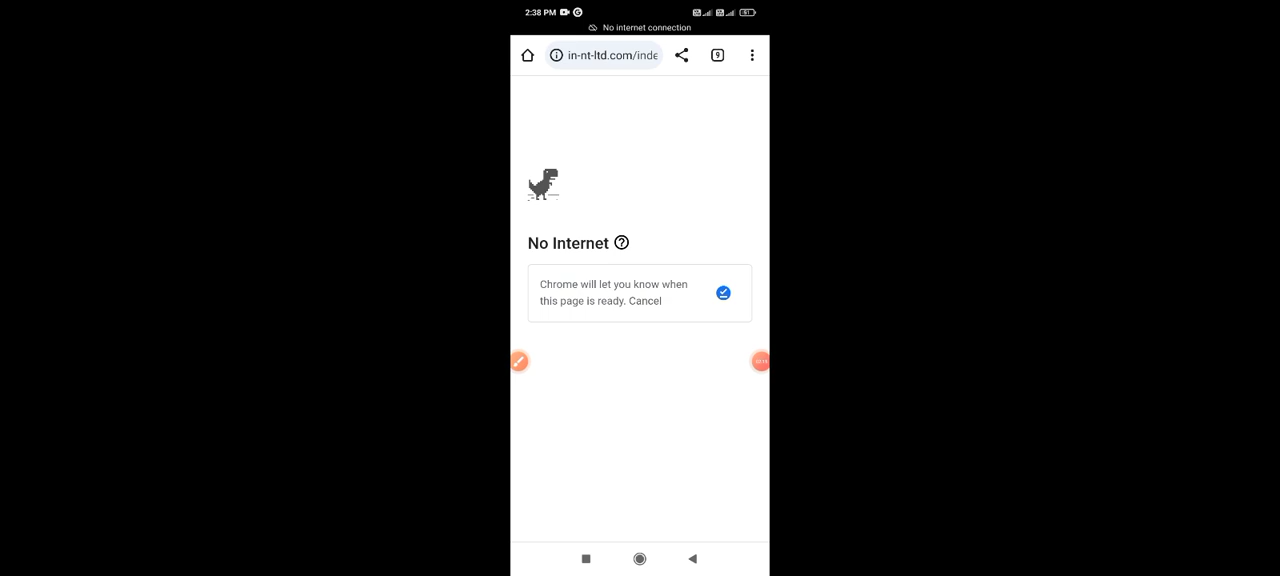 2:38 PM
51
No internet connection
in-nt-ltd.com/inde
9
No Internet
Chrome will let you know when
this page is ready. Cancel